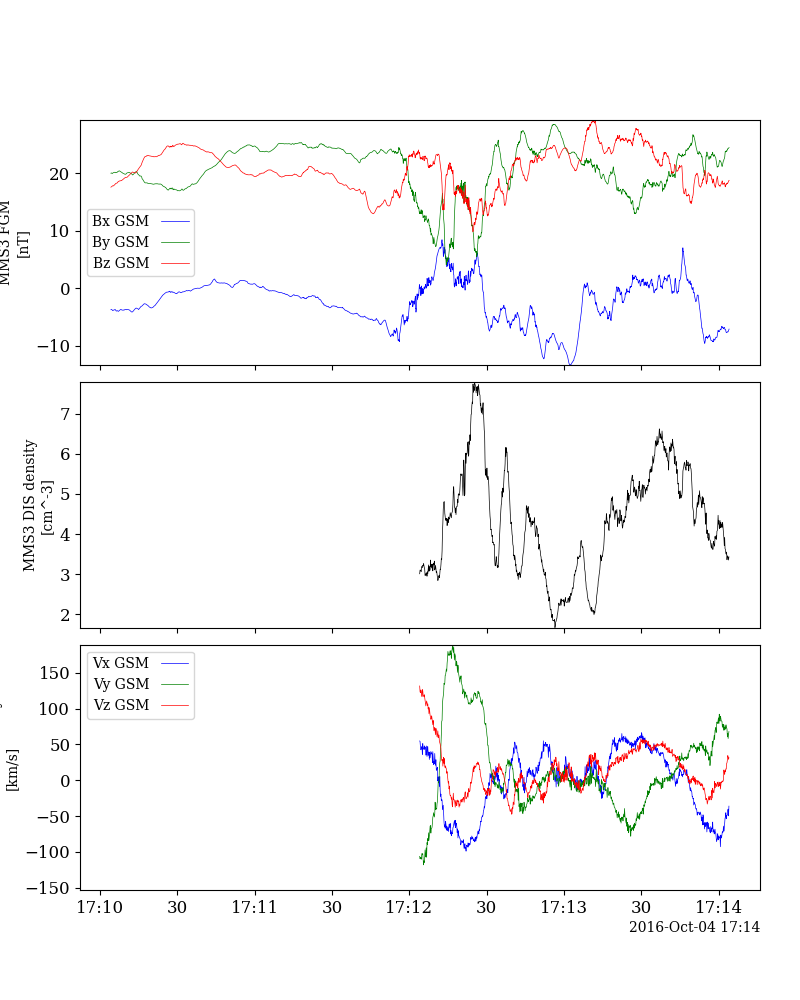 MMS3 FGM
[nT]
20
10
0
−10
Bx GSM
By GSM
Bz GSM
MMS3 DIS density
[cm^-3]
7
6
5
4
3
2
[km/s]
150
100
50
0
−50
−100
−150
Vx GSM
Vy GSM
Vz GSM
17:10 30 17:11 30 17:12 30 17:13 30 17:14
2016-Oct-04 17:14